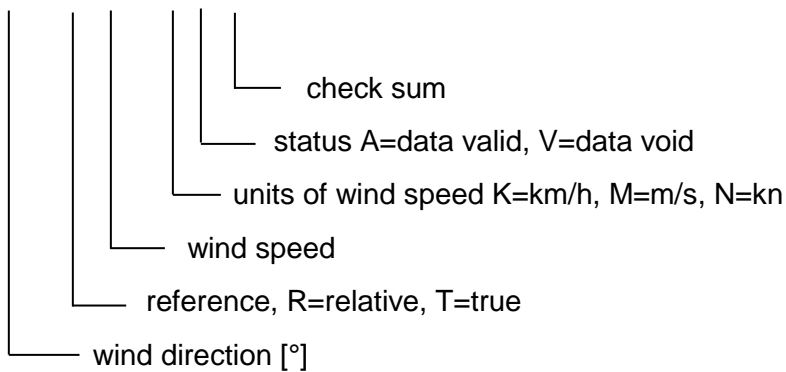 check sum
status A=data valid, V=data void
units of wind speed K=km/h, M=m/s, N=kn
wind speed
reference, R=relative, T=true
wind direction [°]